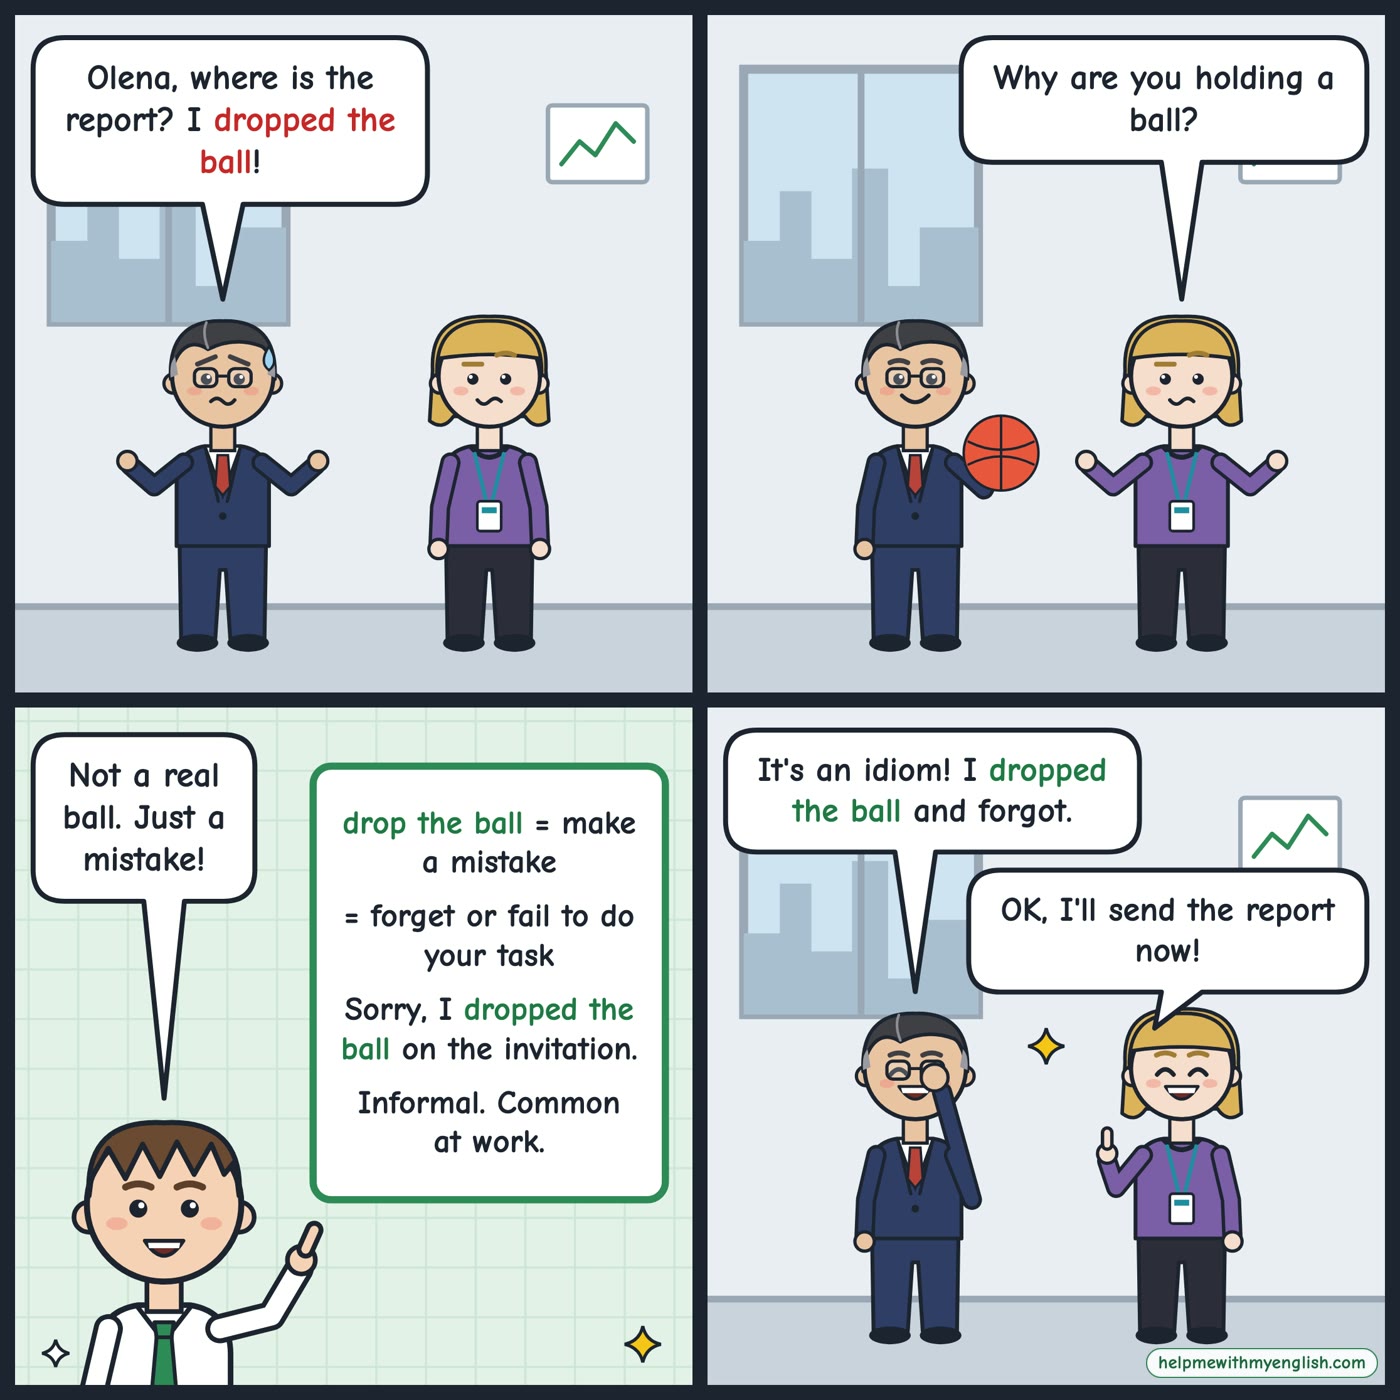 Olena, where is the
report? I dropped the
ball!
Why are you holding a
ball?
Not a real
ball. Just a
mistake!
drop the ball = make
a mistake
= forget or fail to do
your task
Sorry, I dropped the
ball on the invitation.
Informal. Common
at work.
It's an idiom! I dropped
the ball and forgot.
OK, I'll send the report
now!
helpmewithmyenglish.com